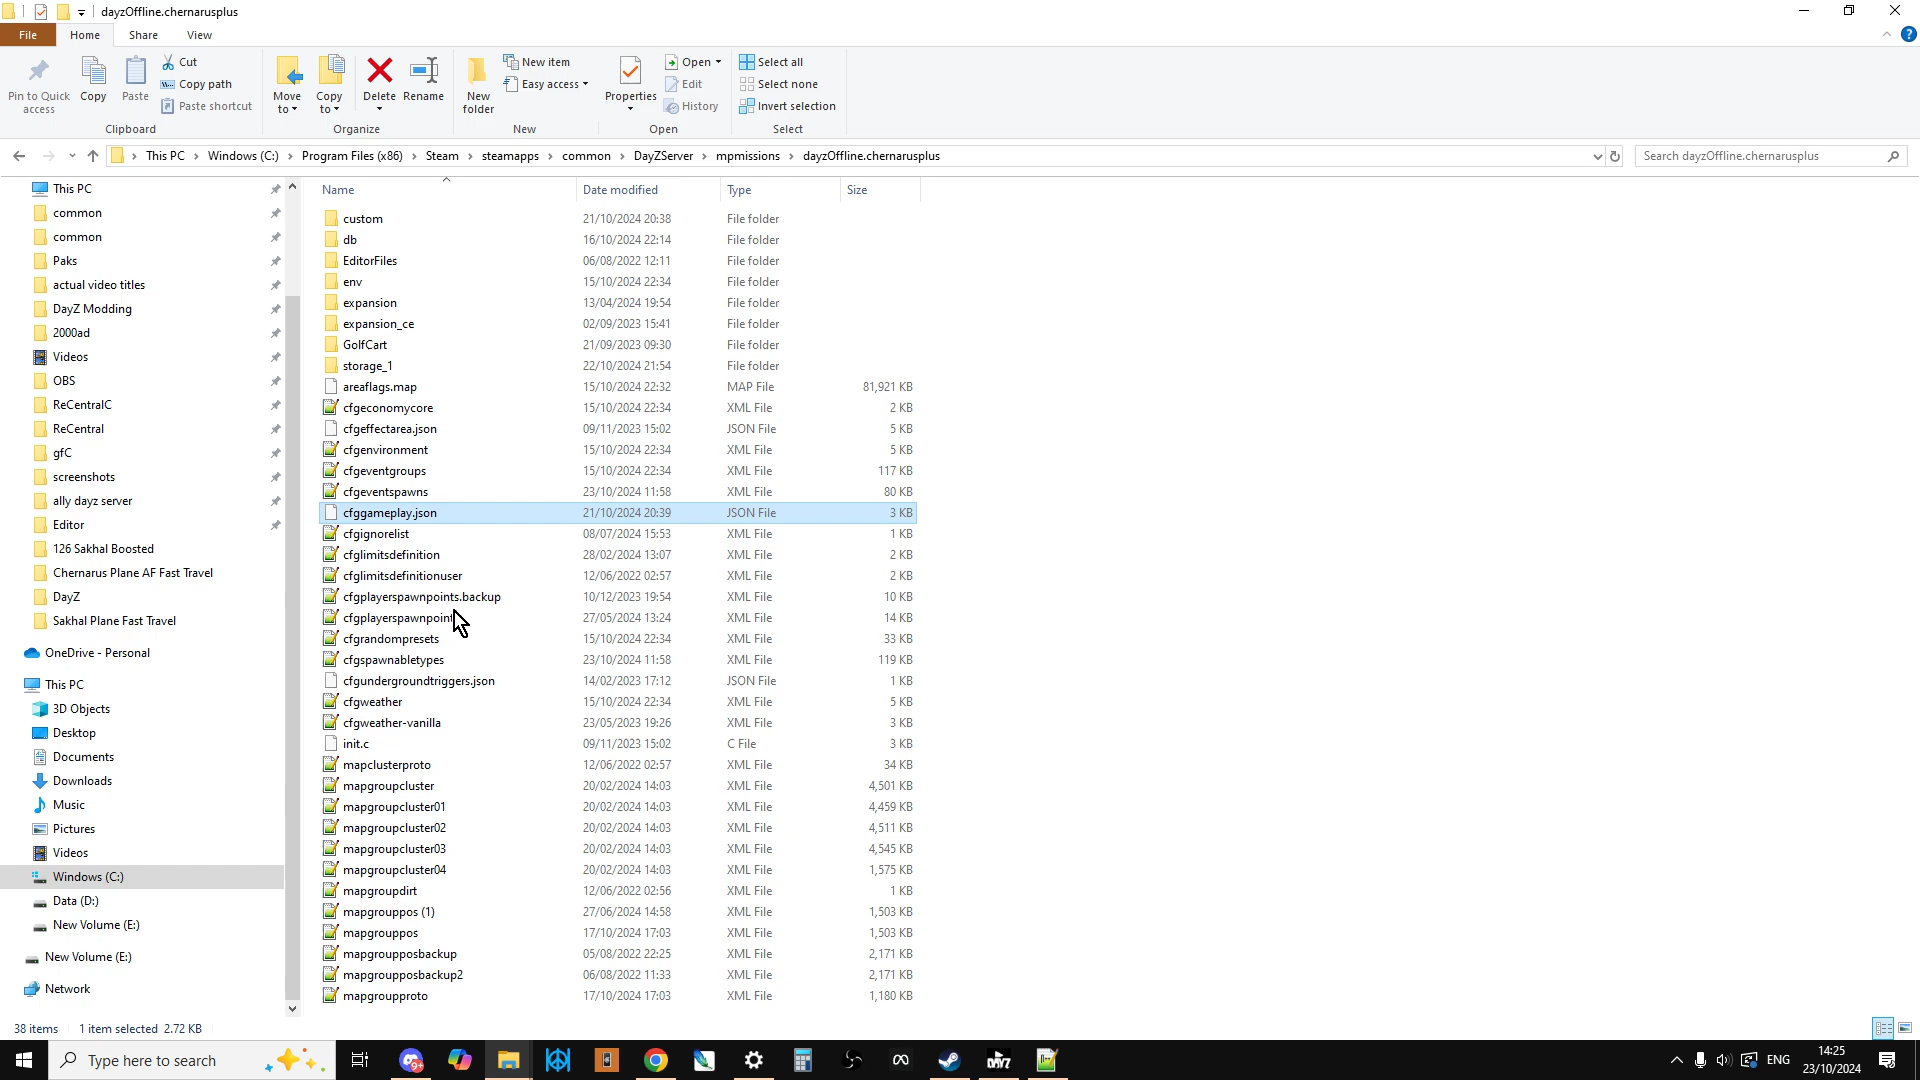 dayzOffline.chernarusplus
File Home Share View
Pin to Quick access
Copy
Paste
Cut
Copy path
Paste shortcut
Clipboard
Move to
Copy to
Delete
Rename
Organize
New folder
New item
Easy access
New
Properties
Open
Edit
History
Open
Select all
Select none
Invert selection
Select
This PC › Windows (C:) › Program Files (x86) › Steam › steamapps › common › DayZServer › mpmissions › dayzOffline.chernarusplus
Search dayzOffline.chernarusplus
This PC
common
common
Paks
actual video titles
DayZ Modding
2000ad
Videos
OBS
ReCentralC
ReCentral
gfC
screenshots
ally dayz server
Editor
126 Sakhal Boosted
Chernarus Plane AF Fast Travel
DayZ
Sakhal Plane Fast Travel
OneDrive - Personal
This PC
3D Objects
Desktop
Documents
Downloads
Music
Pictures
Videos
Windows (C:)
Data (D:)
New Volume (E:)
New Volume (E:)
Network
Name Date modified Type Size
custom 21/10/2024 20:38 File folder
db 16/10/2024 22:14 File folder
EditorFiles 06/08/2022 12:11 File folder
env 15/10/2024 22:34 File folder
expansion 13/04/2024 19:54 File folder
expansion_ce 02/09/2023 15:41 File folder
GolfCart 21/09/2023 09:30 File folder
storage_1 22/10/2024 21:54 File folder
areaflags.map 15/10/2024 22:32 MAP File 81,921 KB
cfgeconomycore 15/10/2024 22:34 XML File 2 KB
cfgeffectarea.json 09/11/2023 15:02 JSON File 5 KB
cfgenvironment 15/10/2024 22:34 XML File 5 KB
cfgeventgroups 15/10/2024 22:34 XML File 117 KB
cfgeventspawns 23/10/2024 11:58 XML File 80 KB
cfggameplay.json 21/10/2024 20:39 JSON File 3 KB
cfgignorelist 08/07/2024 15:53 XML File 1 KB
cfglimitsdefinition 28/02/2024 13:07 XML File 2 KB
cfglimitsdefinitionuser 12/06/2022 02:57 XML File 2 KB
cfgplayerspawnpoints.backup 10/12/2023 19:54 XML File 10 KB
cfgplayerspawnpoint 27/05/2024 13:24 XML File 14 KB
cfgrandompresets 15/10/2024 22:34 XML File 33 KB
cfgspawnabletypes 23/10/2024 11:58 XML File 119 KB
cfgundergroundtriggers.json 14/02/2023 17:12 JSON File 1 KB
cfgweather 15/10/2024 22:34 XML File 5 KB
cfgweather-vanilla 23/05/2023 19:26 XML File 3 KB
init.c 09/11/2023 15:02 C File 3 KB
mapclusterproto 12/06/2022 02:57 XML File 34 KB
mapgroupcluster 20/02/2024 14:03 XML File 4,501 KB
mapgroupcluster01 20/02/2024 14:03 XML File 4,459 KB
mapgroupcluster02 20/02/2024 14:03 XML File 4,511 KB
mapgroupcluster03 20/02/2024 14:03 XML File 4,545 KB
mapgroupcluster04 20/02/2024 14:03 XML File 1,575 KB
mapgroupdirt 12/06/2022 02:56 XML File 1 KB
mapgrouppos (1) 27/06/2024 14:58 XML File 1,503 KB
mapgrouppos 17/10/2024 17:03 XML File 1,503 KB
mapgroupposbackup 05/08/2022 22:25 XML File 2,171 KB
mapgroupposbackup2 06/08/2022 11:33 XML File 2,171 KB
mapgroupproto 17/10/2024 17:03 XML File 1,180 KB
38 items 1 item selected 2.72 KB
Type here to search
DAYZ
ENG
14:25
23/10/2024